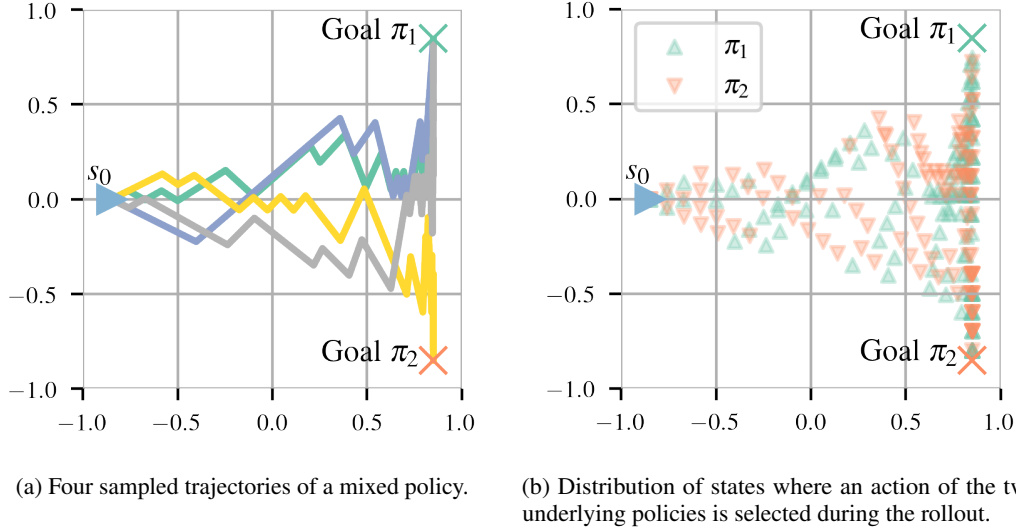 1.0
0.5
0.0
−0.5
−1.0
−1.0 −0.5 0.0 0.5 1.0
Goal π1
s0
Goal π2
(a) Four sampled trajectories of a mixed policy.
1.0
0.5
0.0
−0.5
−1.0
−1.0 −0.5 0.0 0.5 1.0
π1
π2
Goal π1
s0
Goal π2
(b) Distribution of states where an action of the tw
underlying policies is selected during the rollout.